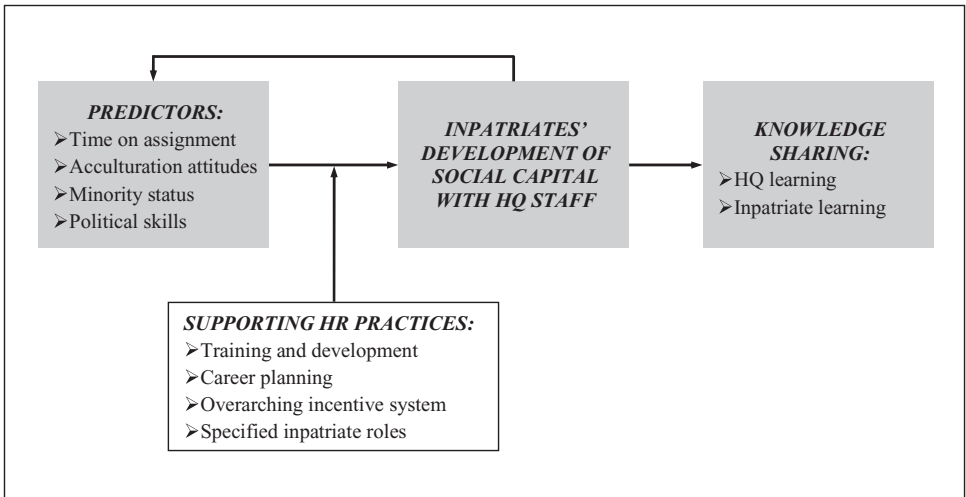 PREDICTORS:
➢Time on assignment
➢Acculturation attitudes
➢Minority status
➢Political skills
INPATRIATES’
DEVELOPMENT OF
SOCIAL CAPITAL
WITH HQ STAFF
KNOWLEDGE
SHARING:
➢HQ learning
➢Inpatriate learning
SUPPORTING HR PRACTICES:
➢Training and development
➢Career planning
➢Overarching incentive system
➢Specified inpatriate roles